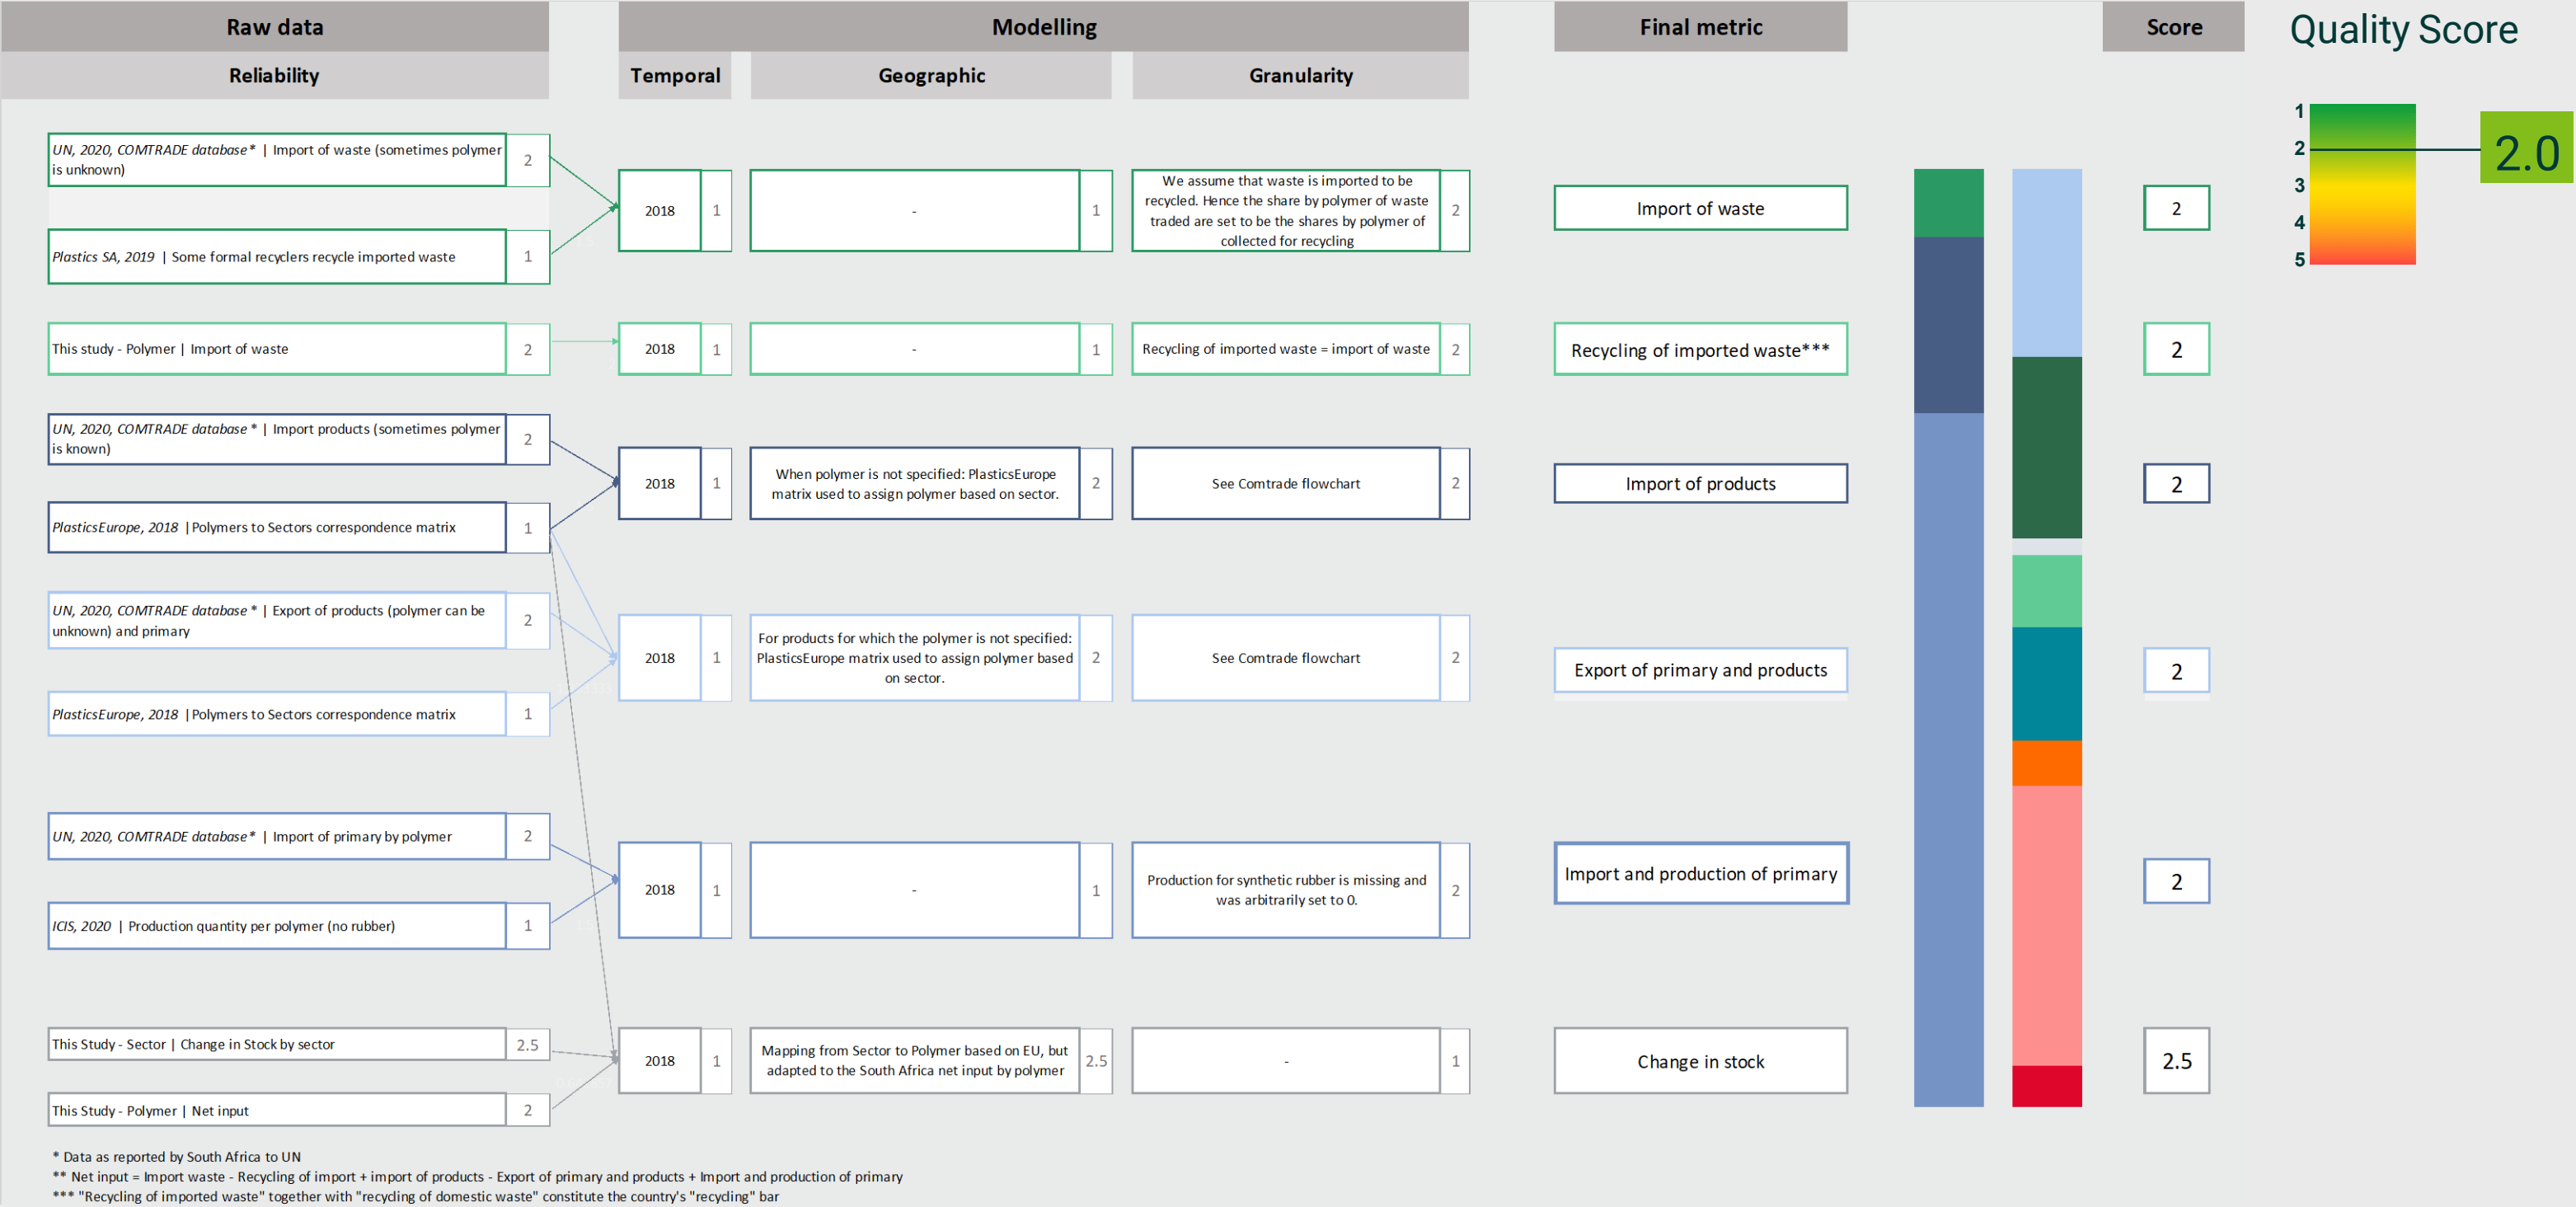 Raw data
Modelling
Final metric
Score
Quality Score
Reliability
Temporal
Geographic
Granularity
1
2
3
4
5
2.0
UN, 2020, COMTRADE database* | Import of waste (sometimes polymer
is unknown)
2
Plastics SA, 2019 | Some formal recyclers recycle imported waste
1
2018
1
-
1
We assume that waste is imported to be
recycled. Hence the share by polymer of waste
traded are set to be the shares by polymer of
collected for recycling
2
Import of waste
2
This study - Polymer | Import of waste
2
2018
1
-
1
Recycling of imported waste = import of waste
2
Recycling of imported waste***
2
UN, 2020, COMTRADE database * | Import products (sometimes polymer
is known)
2
PlasticsEurope, 2018 |Polymers to Sectors correspondence matrix
1
2018
1
When polymer is not specified: PlasticsEurope
matrix used to assign polymer based on sector.
2
See Comtrade flowchart
2
Import of products
2
UN, 2020, COMTRADE database * | Export of products (polymer can be
unknown) and primary
2
PlasticsEurope, 2018 |Polymers to Sectors correspondence matrix
1
2018
1
For products for which the polymer is not specified:
PlasticsEurope matrix used to assign polymer based
on sector.
2
See Comtrade flowchart
2
Export of primary and products
2
UN, 2020, COMTRADE database* | Import of primary by polymer
2
ICIS, 2020 | Production quantity per polymer (no rubber)
1
2018
1
-
1
Production for synthetic rubber is missing and
was arbitrarily set to 0.
2
Import and production of primary
2
This Study - Sector | Change in Stock by sector
2.5
This Study - Polymer | Net input
2
2018
1
Mapping from Sector to Polymer based on EU, but
adapted to the South Africa net input by polymer
2.5
-
1
Change in stock
2.5
* Data as reported by South Africa to UN
** Net input = Import waste - Recycling of import + import of products - Export of primary and products + Import and production of primary
*** "Recycling of imported waste" together with "recycling of domestic waste" constitute the country's "recycling" bar